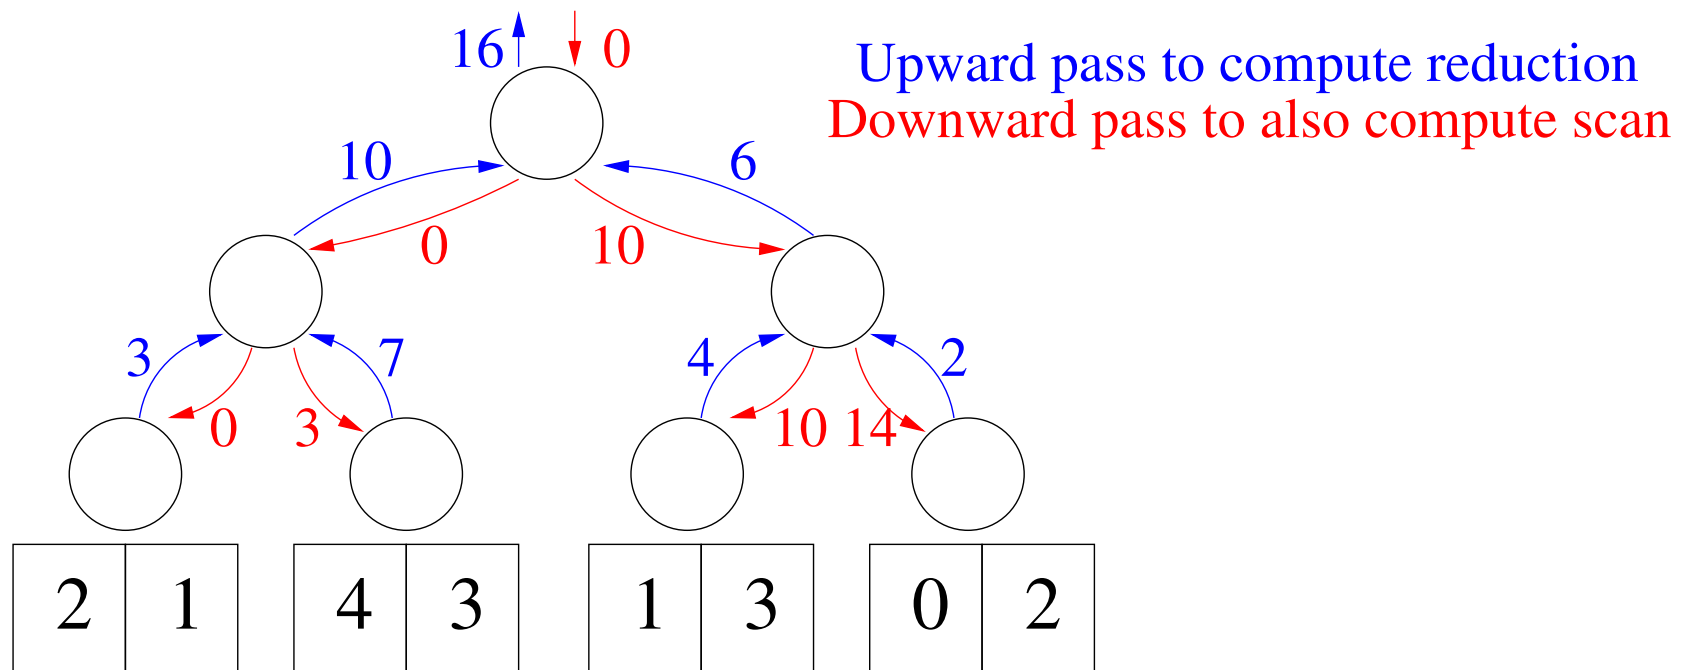 16 0
Upward pass to compute reduction
Downward pass to also compute scan
10 6
0 10
3 7 4 2
0 3 10 14
2 1 4 3 1 3 0 2